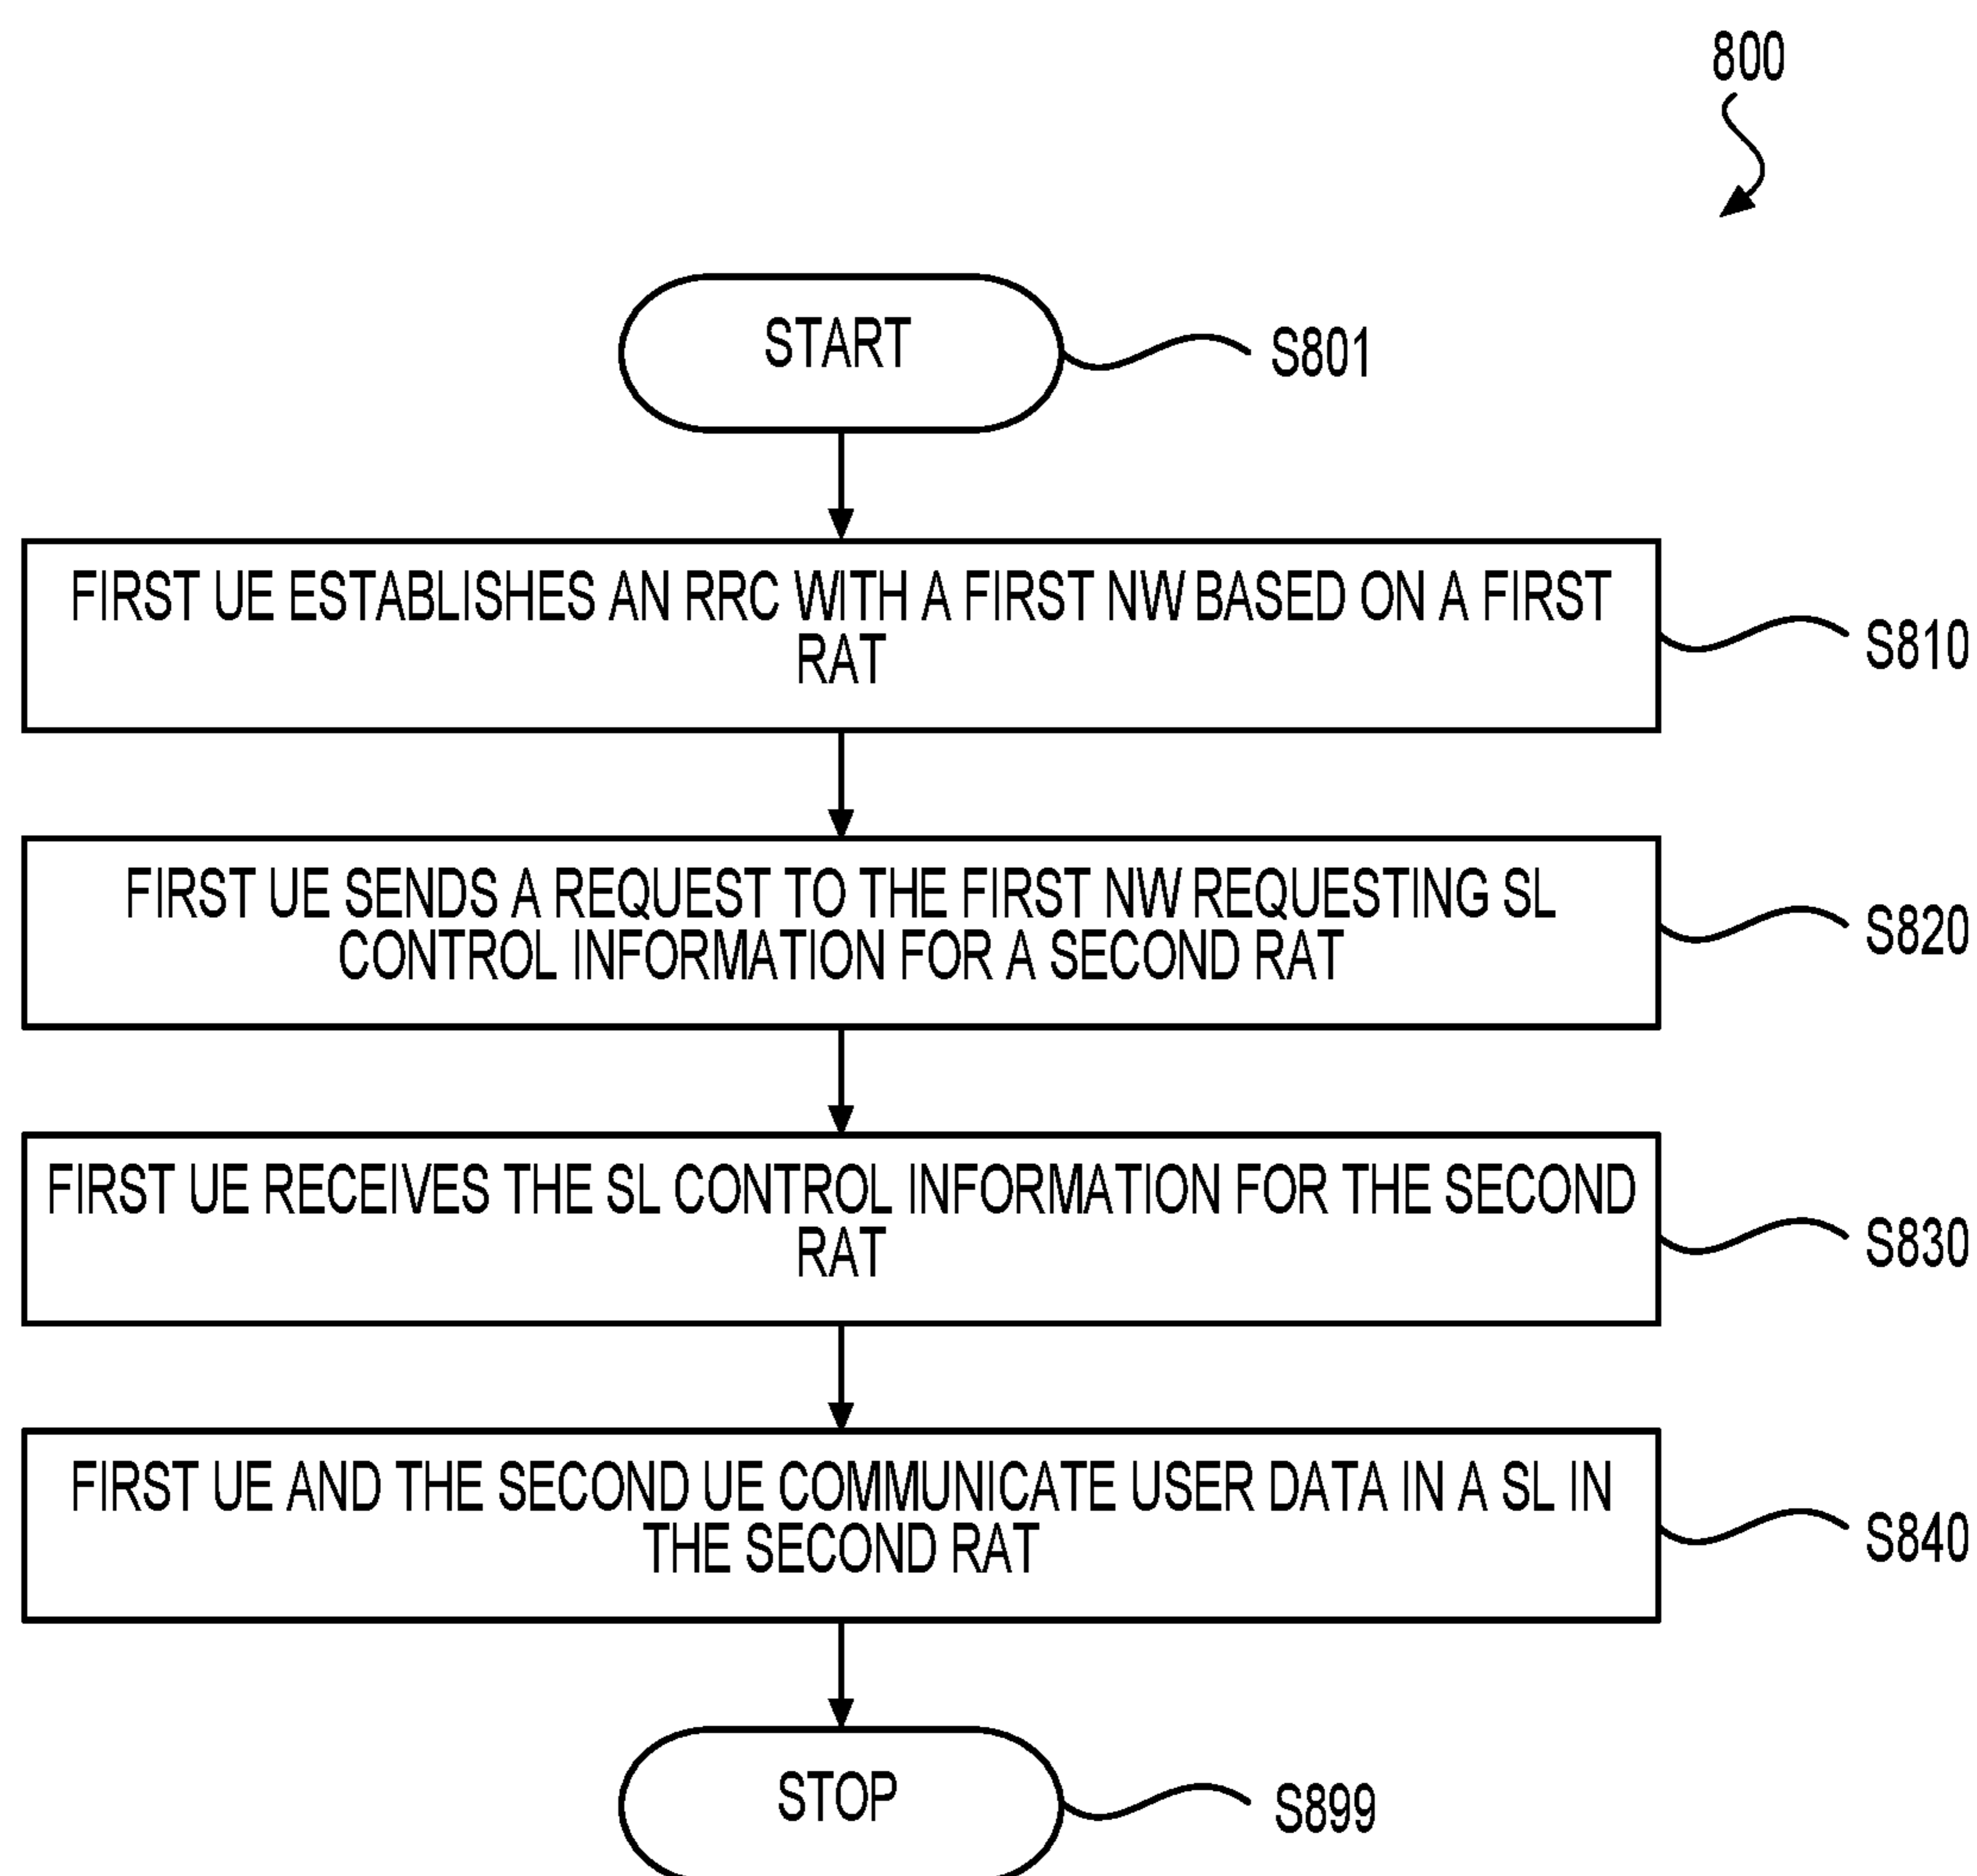 800
START
S801
FIRST UE ESTABLISHES AN RRC WITH A FIRST NW BASED ON A FIRST
RAT
S810
FIRST UE SENDS A REQUEST TO THE FIRST NW REQUESTING SL
CONTROL INFORMATION FOR A SECOND RAT
S820
FIRST UE RECEIVES THE SL CONTROL INFORMATION FOR THE SECOND
RAT
S830
FIRST UE AND THE SECOND UE COMMUNICATE USER DATA IN A SL IN
THE SECOND RAT
S840
STOP
S899